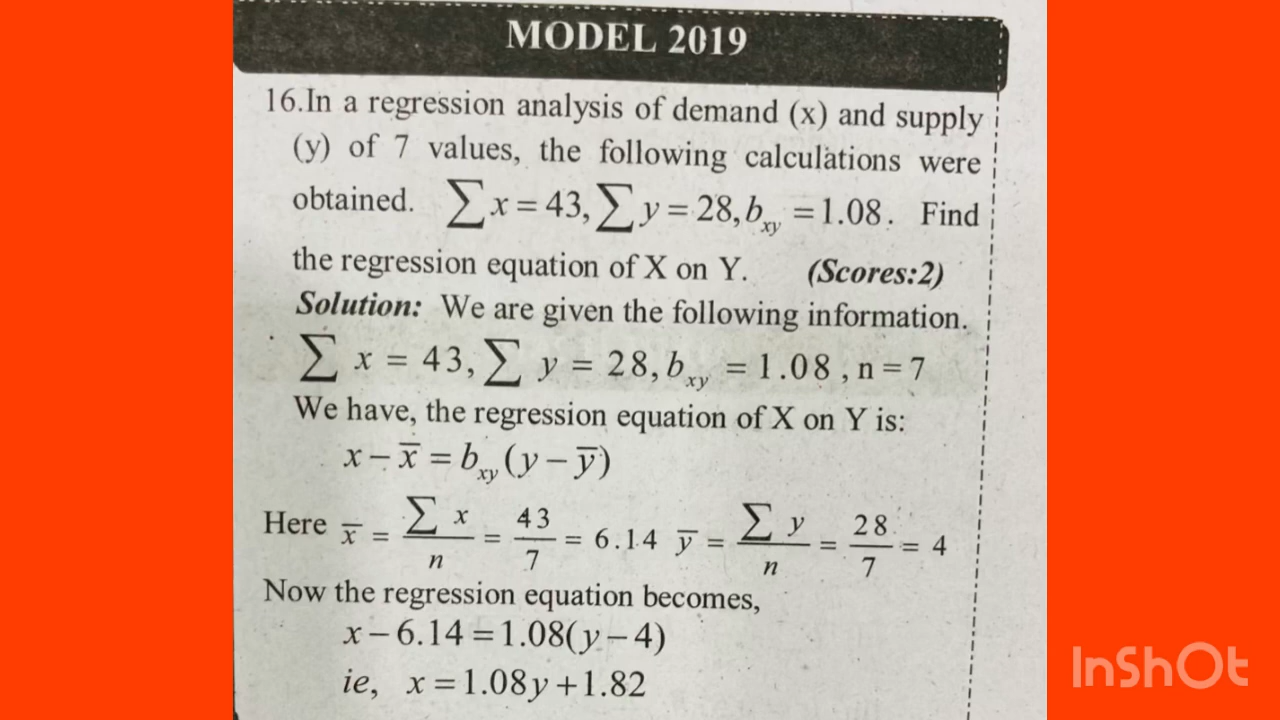 MODEL 2019
16.In a regression analysis of demand (x) and supply
(y) of 7 values, the following calculations were
obtained. ∑x = 43, ∑y = 28, b_xy = 1.08. Find
the regression equation of X on Y. (Scores:2)
Solution: We are given the following information.
∑ x = 43, ∑ y = 28, b_xy = 1.08 , n = 7
We have, the regression equation of X on Y is:
x – x̅ = b_xy (y – y̅)
Here x̅ = ∑ x / n = 43 / 7 = 6.14 y̅ = ∑ y / n = 28 / 7 = 4
Now the regression equation becomes,
x – 6.14 = 1.08(y – 4)
ie, x = 1.08y + 1.82
InShOt